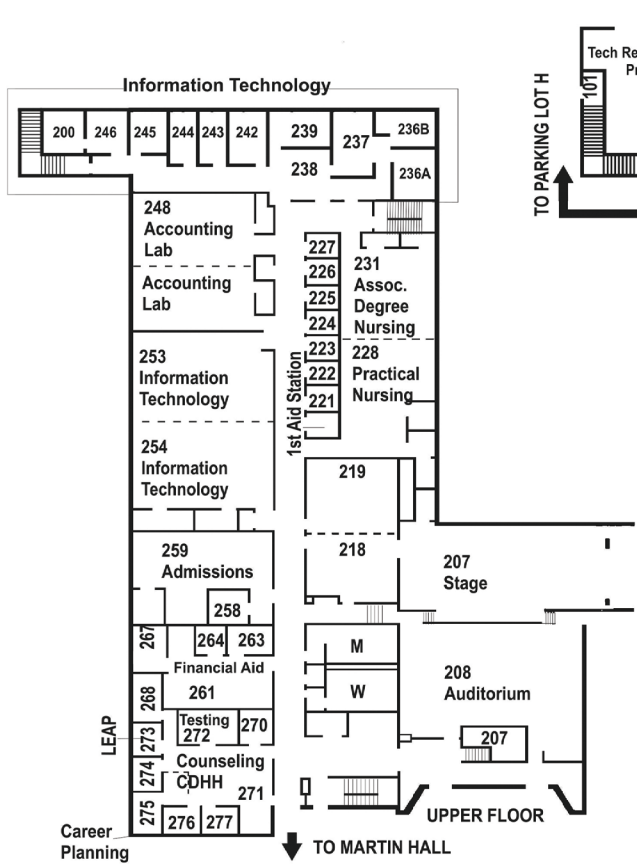 Information Technology
200
246
245
244
243
242
239
238
237
236B
236A
Tech Re
Pr
101
TO PARKING LOT H
248
Accounting
Lab
Accounting
Lab
227
226
225
224
223
222
221
1st Aid Station
231
Assoc.
Degree
Nursing
228
Practical
Nursing
253
Information
Technology
254
Information
Technology
219
218
259
Admissions
258
207
Stage
267
264
263
Financial Aid
261
M
W
208
Auditorium
268
Testing
272
270
207
LEAP
273
274
Counseling
CDHH
271
275
276
277
UPPER FLOOR
Career
Planning
TO MARTIN HALL